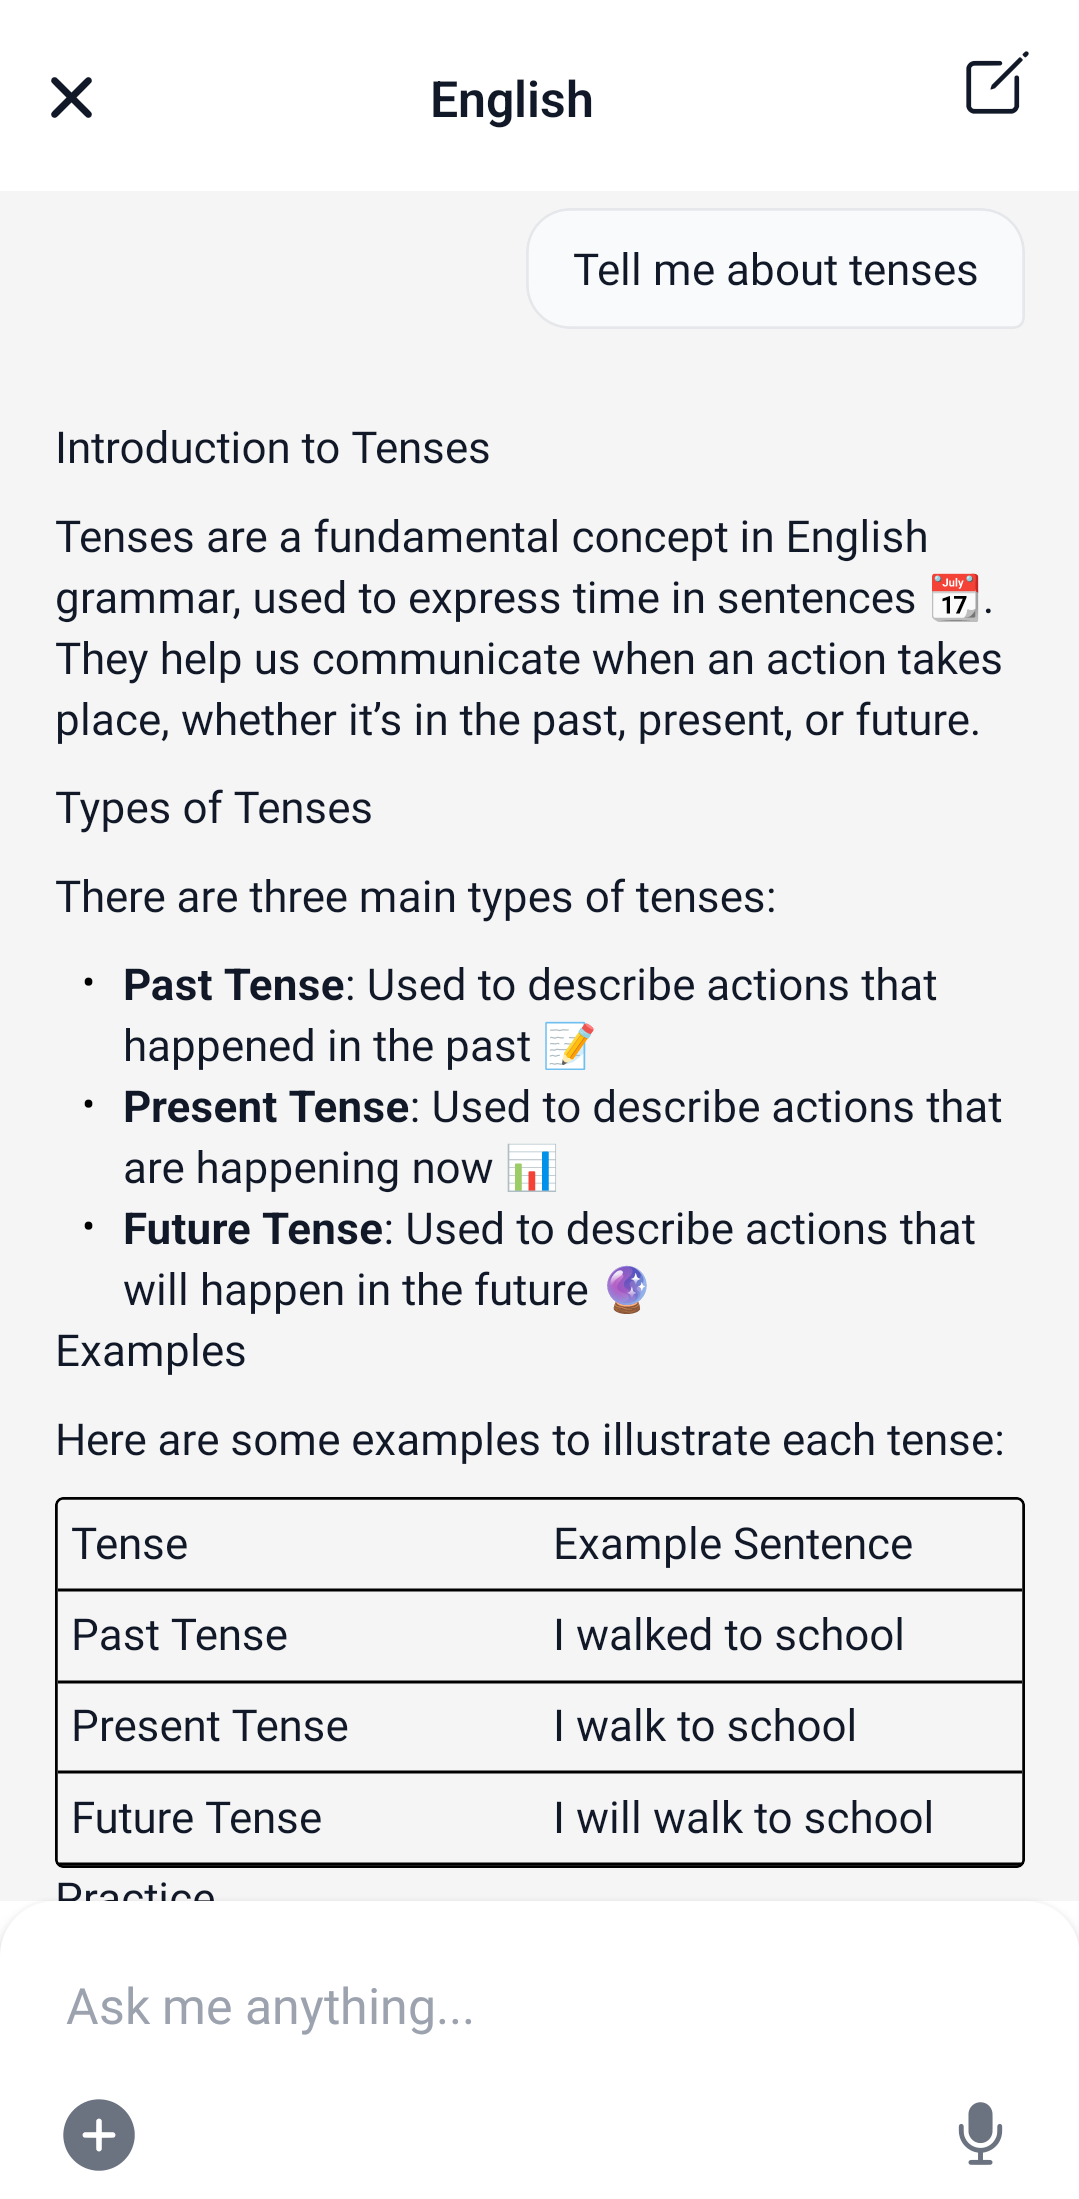 English
Tell me about tenses
Introduction to Tenses
Tenses are a fundamental concept in English
grammar, used to express time in sentences 📆.
They help us communicate when an action takes
place, whether it’s in the past, present, or future.
Types of Tenses
There are three main types of tenses:
• Past Tense: Used to describe actions that
happened in the past 📝
• Present Tense: Used to describe actions that
are happening now 📊
• Future Tense: Used to describe actions that
will happen in the future 🔮
Examples
Here are some examples to illustrate each tense:
Tense Example Sentence
Past Tense I walked to school
Present Tense I walk to school
Future Tense I will walk to school
Practice
Ask me anything...